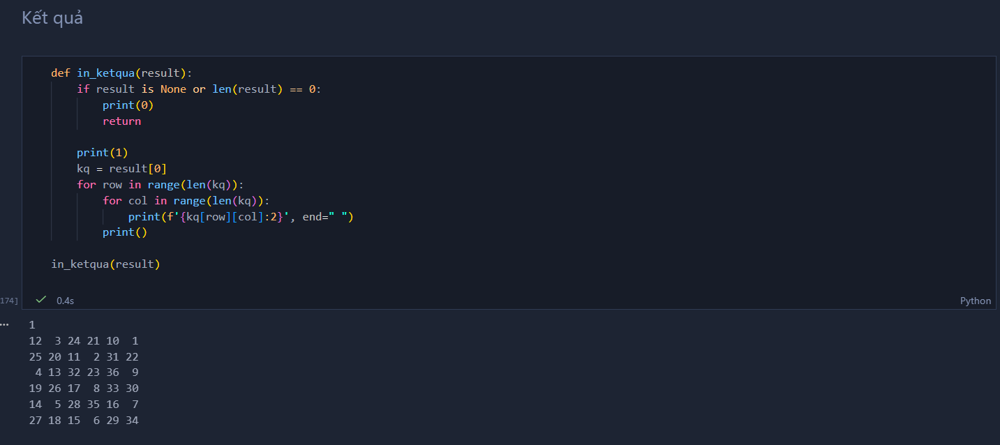 Kết quả
def in_ketqua(result):
    if result is None or len(result) == 0:
        print(0)
        return

    print(1)
    kq = result[0]
    for row in range(len(kq)):
        for col in range(len(kq)):
            print(f'{kq[row][col]:2}', end=" ")
        print()

in_ketqua(result)
174]
0.4s
Python
1
12  3 24 21 10  1
25 20 11  2 31 22
 4 13 32 23 36  9
19 26 17  8 33 30
14  5 28 35 16  7
27 18 15  6 29 34